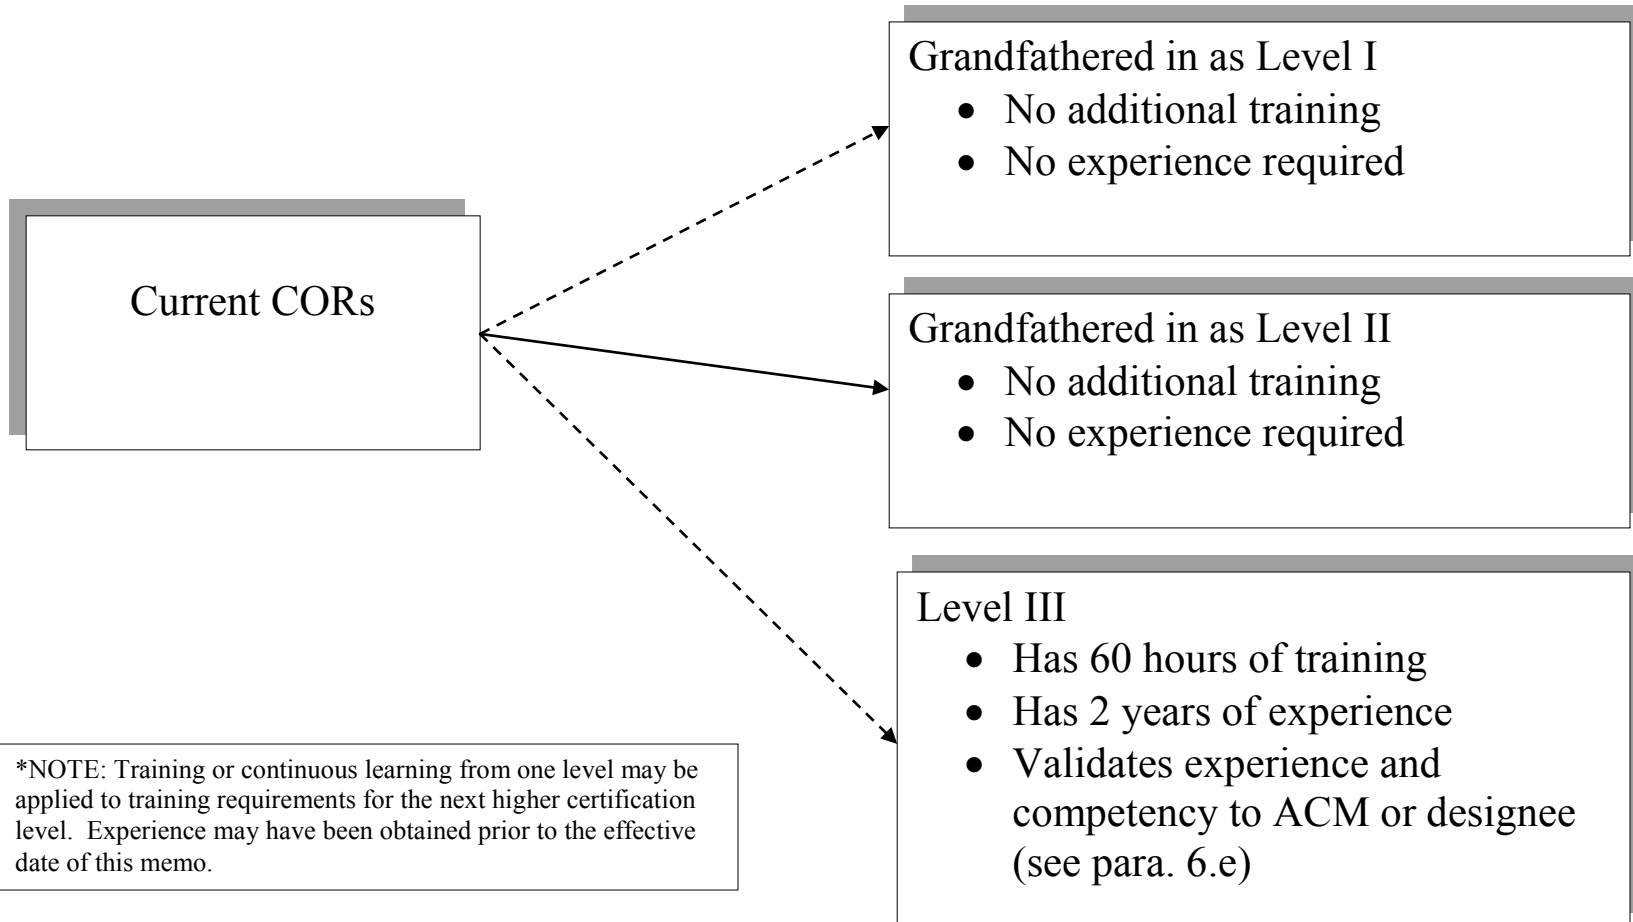 Grandfathered in as Level I
• No additional training
• No experience required
Current CORs
Grandfathered in as Level II
• No additional training
• No experience required
Level III
• Has 60 hours of training
• Has 2 years of experience
• Validates experience and
competency to ACM or designee
(see para. 6.e)
*NOTE: Training or continuous learning from one level may be
applied to training requirements for the next higher certification
level.  Experience may have been obtained prior to the effective
date of this memo.